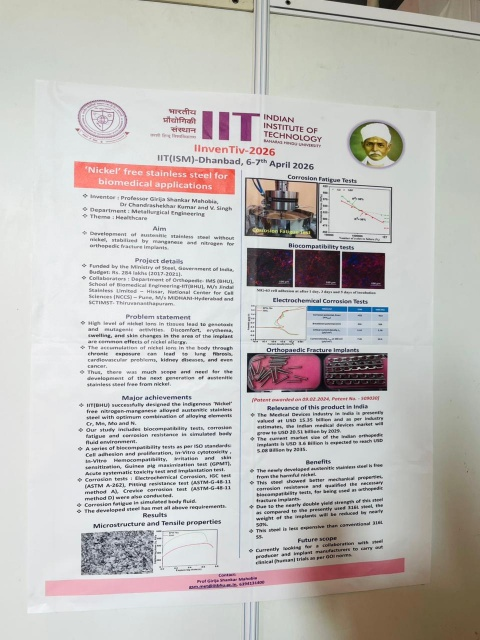 भारतीय
प्रौद्योगिकी
संस्थान
IIT
INDIAN
INSTITUTE OF
TECHNOLOGY
BANARAS HINDU UNIVERSITY
IInvenTiv-2026
IIT(ISM)-Dhanbad, 6-7th April 2026
'Nickel' free stainless steel for
biomedical applications
Inventor : Professor Girija Shankar Mahobia,
Dr Chandrashekhar Kumar and V. Singh
Department : Metallurgical Engineering
Theme : Healthcare
Aim
Development of austenitic stainless steel without
nickel, stabilized by manganese and nitrogen for
orthopedic fracture implants.
Project details
Funded by the Ministry of Steel, Government of India,
Budget: Rs. 284 lakhs (2017-2021).
Collaborators : Department of Orthopedic- IMS (BHU),
School of Biomedical Engineering-IIT(BHU), M/s Jindal
Stainless Limited – Hissar, National Center for Cell
Sciences (NCCS) – Pune, M/s MIDHANI-Hyderabad and
SCTIMST- Thiruvananthapuram.
Problem statement
High level of nickel ions in tissues lead to genotoxic
and mutagenic activities. Discomfort, erythema,
swelling, and skin changes in the area of the implant
are common effects of nickel allergy.
The accumulation of nickel ions in the body through
chronic exposure can lead to lung fibrosis,
cardiovascular problems, kidney diseases, and even
cancer.
Thus, there was much scope and need for the
development of the next generation of austenitic
stainless steel free from nickel.
Major achievements
IIT(BHU) successfully designed the indigenous 'Nickel'
free nitrogen-manganese alloyed austenitic stainless
steel with optimum combination of alloying elements
Cr, Mn, Mo and N.
Our study includes biocompatibility tests, corrosion
fatigue and corrosion resistance in simulated body
fluid environment.
A series of biocompatibility tests as per ISO standards:
Cell adhesion and proliferation, In-Vitro cytotoxicity ,
In-Vitro Hemocompatibility, Irritation and skin
sensitization, Guinea pig maximization test (GPMT),
Acute systematic toxicity test and Implantation test.
Corrosion tests : Electrochemical Corrosion, IGC test
(ASTM A-262), Pitting resistance test (ASTM-G-48-11
method A), Crevice corrosion test (ASTM-G-48-11
method D) were also conducted.
Corrosion fatigue in simulated body fluid.
The developed steel has met all above requirements.
Results
Microstructure and Tensile properties
Corrosion Fatigue Tests
Corrosion Fatigue Test
Biocompatibility tests
MG-63 cell adhesion at after 1 day, 3 days and 5 days of incubation
Electrochemical Corrosion Tests
Orthopaedic Fracture Implants
[Patent awarded on 09.02.2024, Patent No. - 509030]
Relevance of this product in India
The Medical Devices industry in India is presently
valued at USD 15.35 billion and as per industry
estimates, the Indian medical devices market will
grow to USD 20.51 billion by 2029.
The current market size of the Indian orthopedic
implants is USD 3.6 Billion is expected to reach USD
5.08 Billion by 2035.
Benefits
The newly developed austenitic stainless steel is free
from the harmful nickel.
This steel showed better mechanical properties,
corrosion resistance and qualified the necessary
biocompatibility tests, for being used as orthopedic
fracture implants.
Due to the nearly double yield strength of this steel
as compared to the presently used 316L steel, the
weight of the implants will be reduced by nearly
50%.
This steel is less expensive than conventional 316L
SS.
Future scope
Currently looking for a collaboration with steel
producer and implant manufacturers to carry out
clinical (human) trials as per GOI norms.
Contact:
Prof Girija Shankar Mahobia